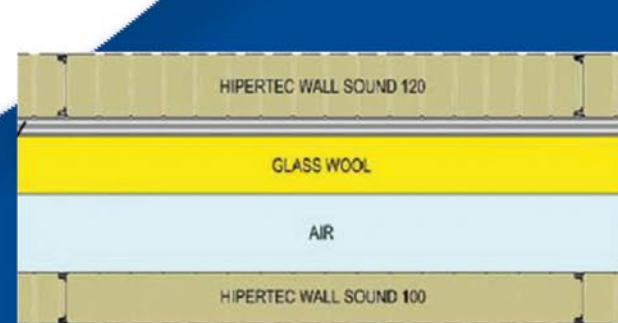 HIPERTEC WALL SOUND 120
GLASS WOOL
AIR
HIPERTEC WALL SOUND 100